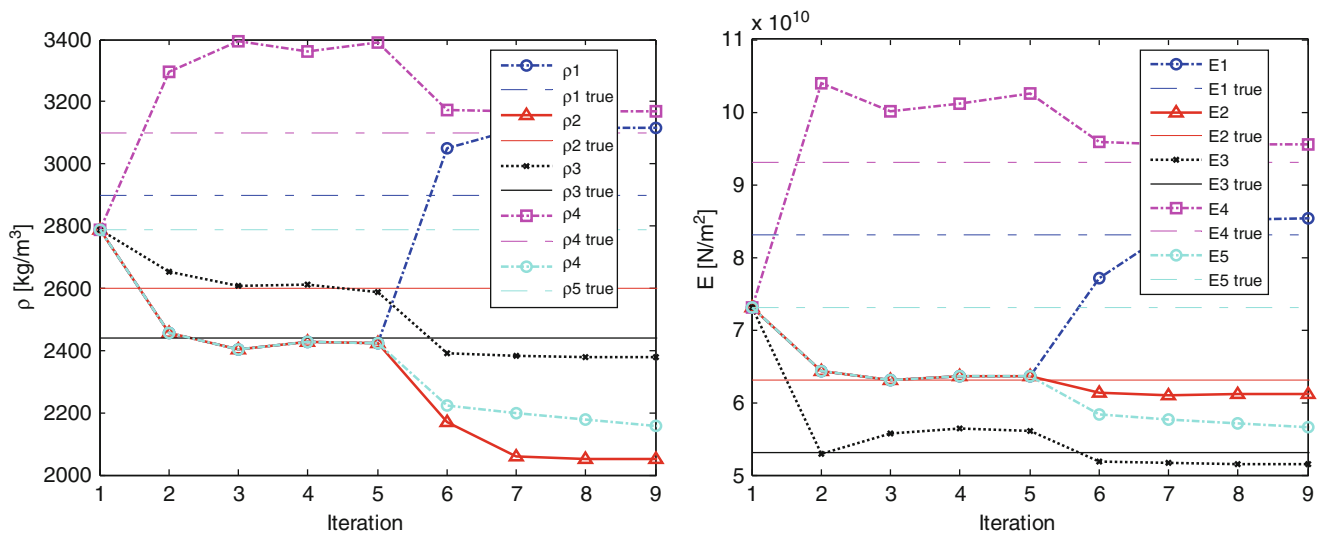 3400
3200
3000
2800
2600
2400
2200
2000
ρ [kg/m³]
1 2 3 4 5 6 7 8 9
Iteration
ρ1
ρ1 true
ρ2
ρ2 true
ρ3
ρ3 true
ρ4
ρ4 true
ρ4
ρ5 true
x 10¹⁰
11
10
9
8
7
6
5
E [N/m²]
1 2 3 4 5 6 7 8 9
Iteration
E1
E1 true
E2
E2 true
E3
E3 true
E4
E4 true
E5
E5 true